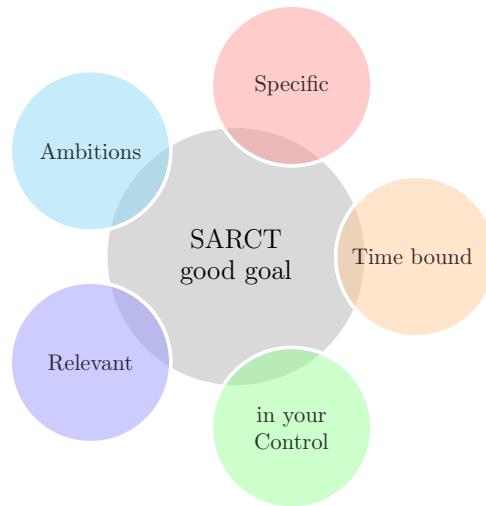 Specific
Ambitions
SARCT
good goal
Time bound
Relevant
in your
Control